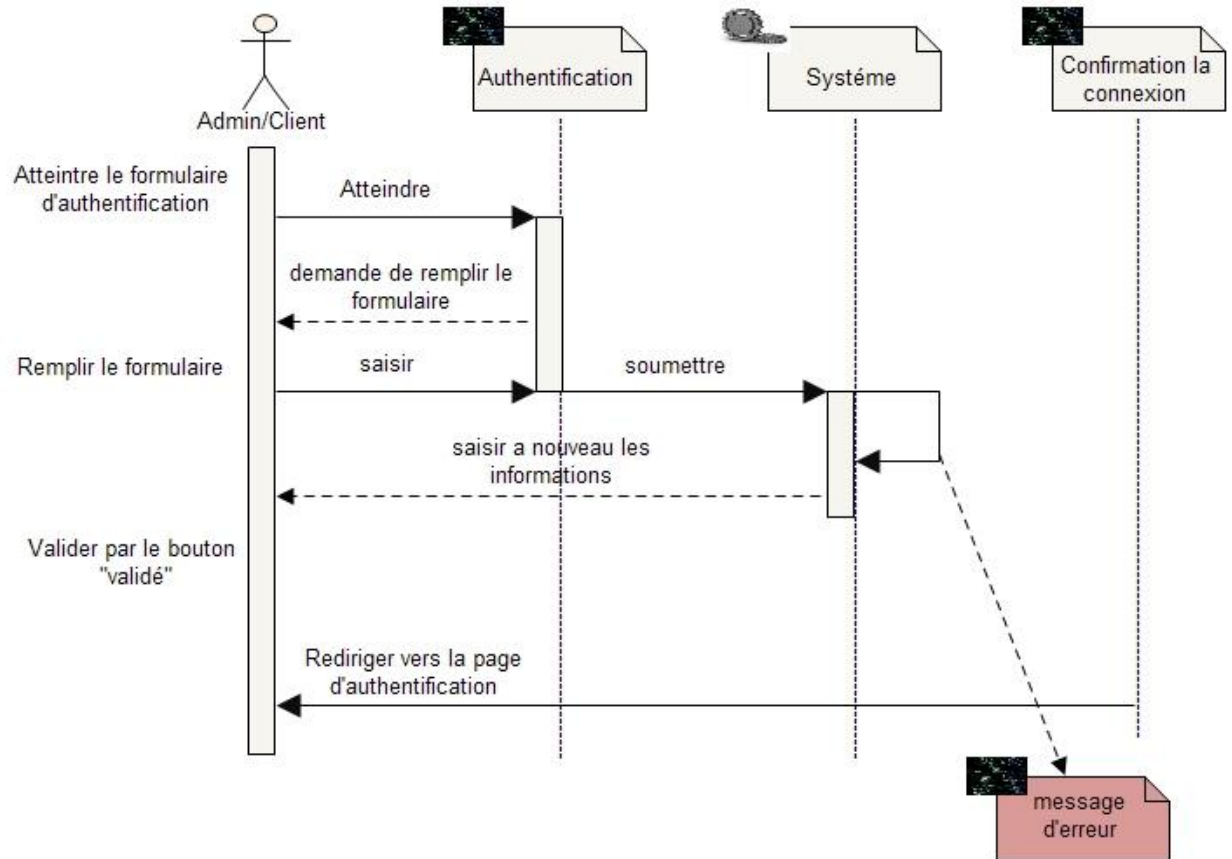 Authentification
Systéme
Confirmation la
connexion
Admin/Client
Atteintre le formulaire
d'authentification
Atteindre
demande de remplir le
formulaire
Remplir le formulaire
saisir
soumettre
saisir a nouveau les
informations
Valider par le bouton
"validé"
Rediriger vers la page
d'authentification
message
d'erreur